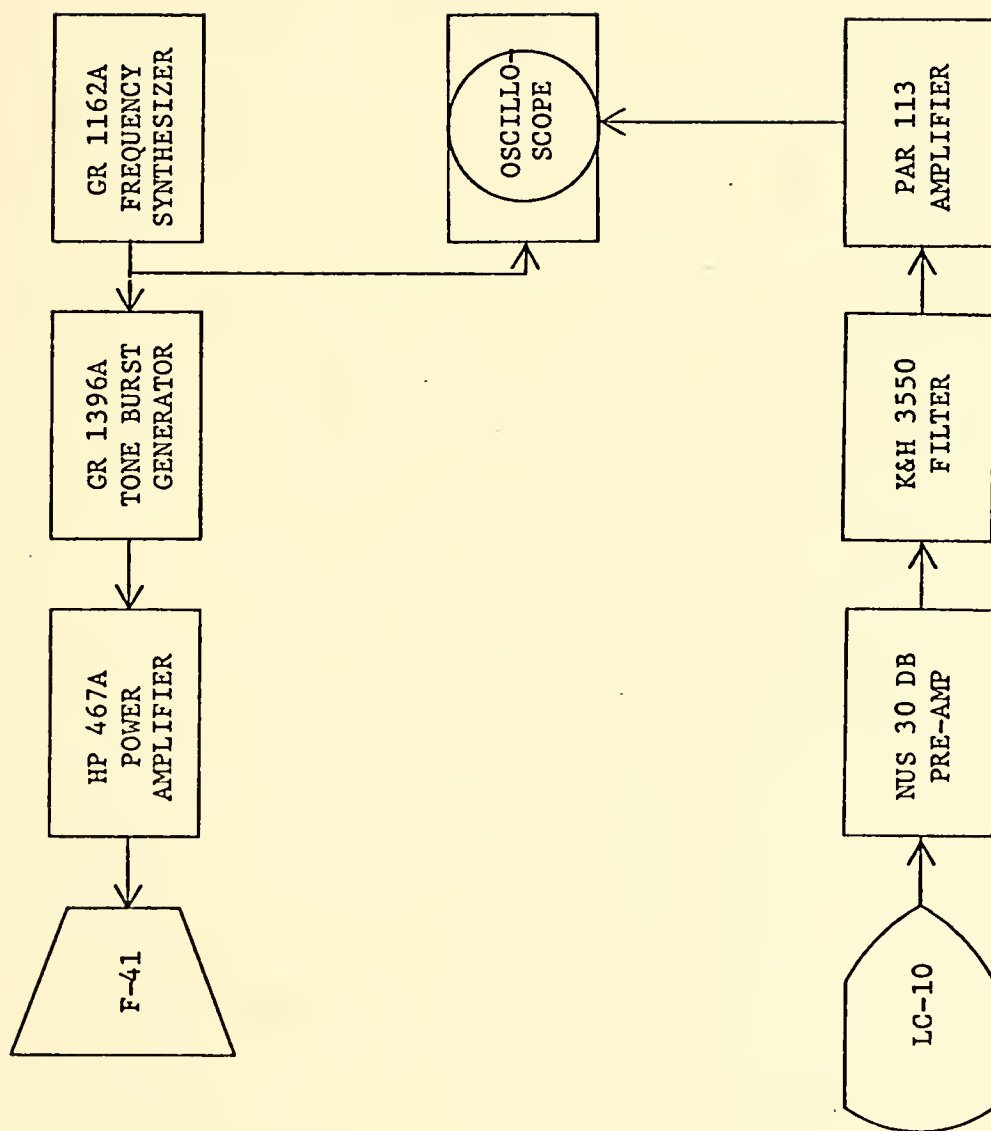 GR 1162A
FREQUENCY
SYNTHESIZER
OSCILLO-
SCOPE
PAR 113
AMPLIFIER
GR 1396A
TONE BURST
GENERATOR
K&H 3550
FILTER
HP 467A
POWER
AMPLIFIER
NUS 30 DB
PRE-AMP
F-41
LC-10